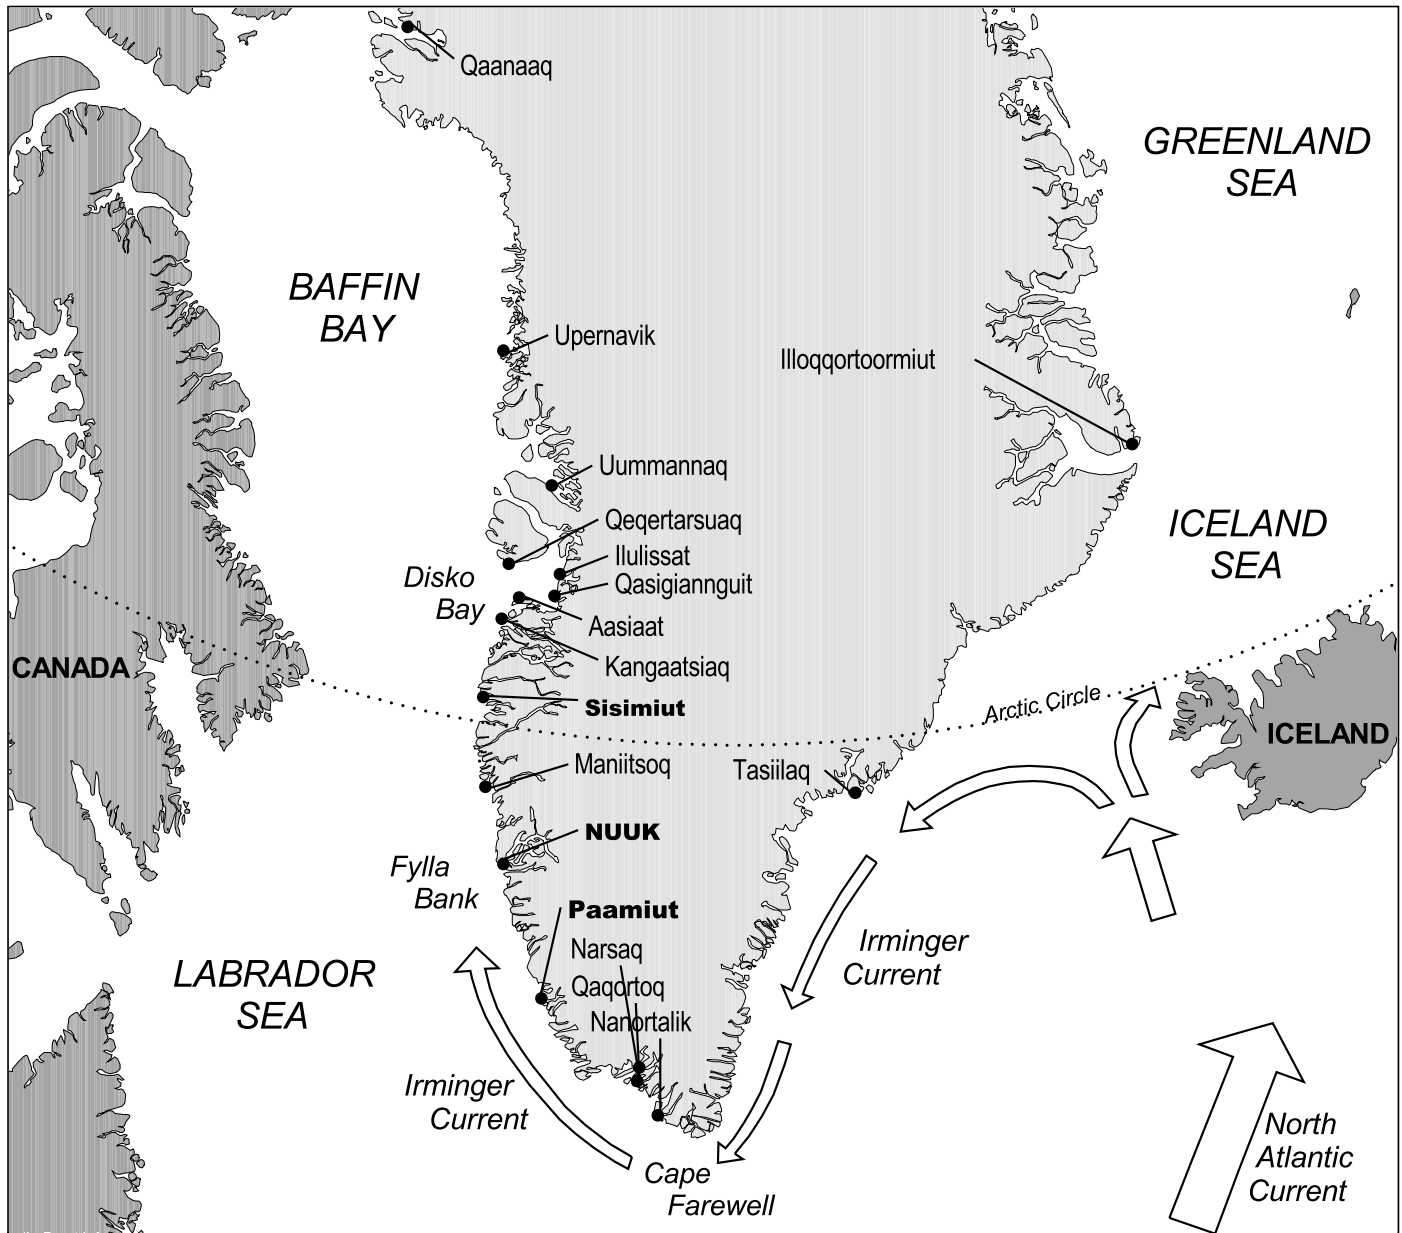 Qaanaaq
GREENLAND
SEA
BAFFIN
BAY
Upernavik
Illoqqortoormiut
Uummannaq
Qeqertarsuaq
ICELAND
SEA
Ilulissat
Disko
Bay
Qasigiannguit
Aasiaat
Kangaatsiaq
CANADA
Sisimiut
Arctic Circle
ICELAND
Maniitsoq
Tasiilaq
NUUK
Fylla
Bank
Paamiut
Narsaq
Irminger
Current
LABRADOR
SEA
Qaqortoq
Nanortalik
Irminger
Current
North
Atlantic
Current
Cape
Farewell